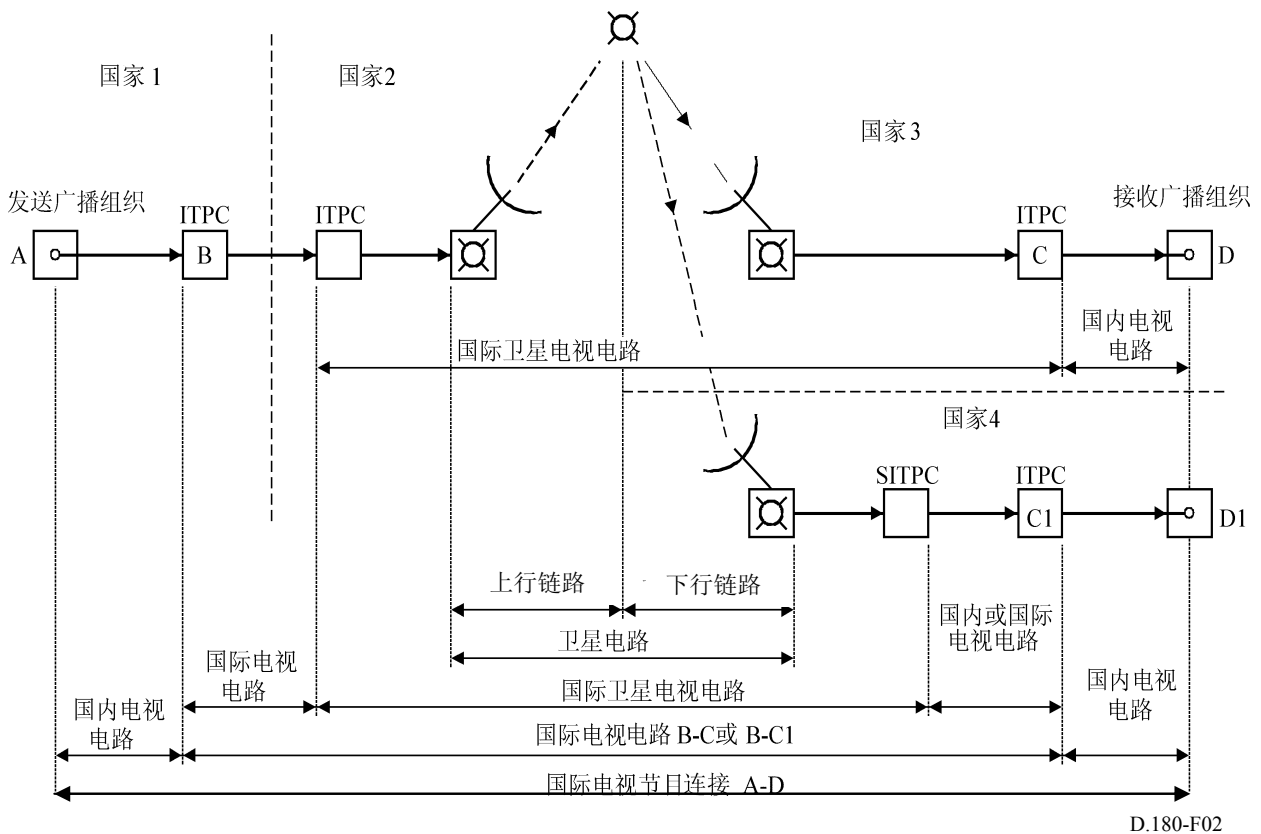 国家 1
国家2
国家 3
发送广播组织
接收广播组织
ITPC
ITPC
ITPC
A
B
C
D
国内电视
电路
国际卫星电视电路
国家4
SITPC
ITPC
C1
D1
上行链路
下行链路
卫星电路
国内或国际
电视电路
国际电视
电路
国际卫星电视电路
国内电视
电路
国内电视
电路
国际电视电路 B-C或 B-C1
国际电视节目连接 A-D
D.180-F02